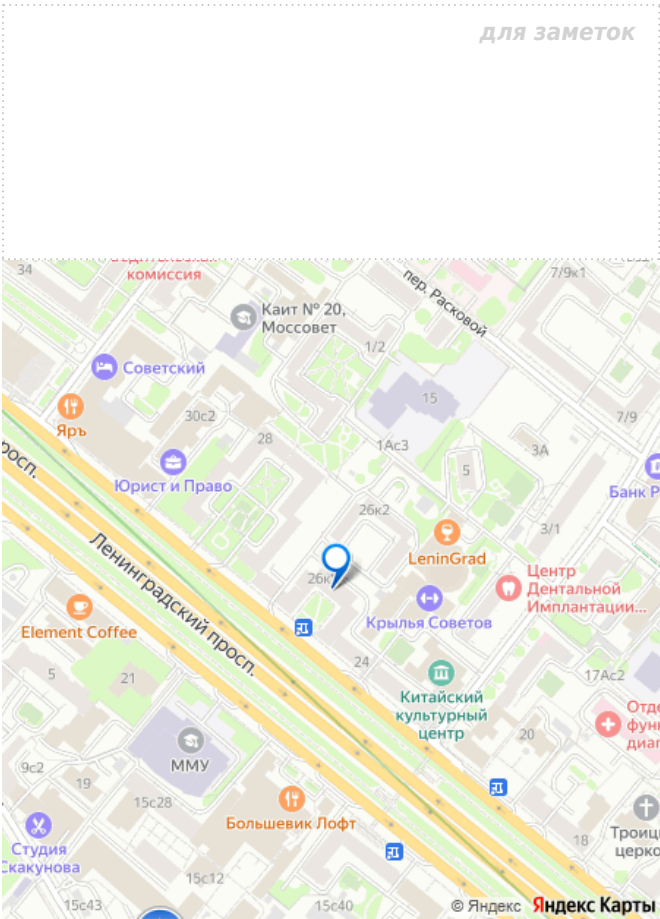 для заметок
34
комиссия
7/9к1
пер. Расковой
Каит № 20,
Моссовет
1/2
Советский
15
Яръ
30с2
7/9
28
1Ас3
3А
росп.
Юрист и Право
5
Банк Р
26к2
3/1
LeninGrad
Ленинградский просп.
Центр
Дентальной
Имплантации...
Крылья Советов
Element Coffee
24
5
21
17Ас2
Китайский
культурный
центр
Отде
функ
диаг
20
ММУ
9с2
19
15с28
Большевик Лофт
Троиц
церко
18
Студия
Скакунова
15с12
15с43
15с40
© Яндекс Яндекс Карты